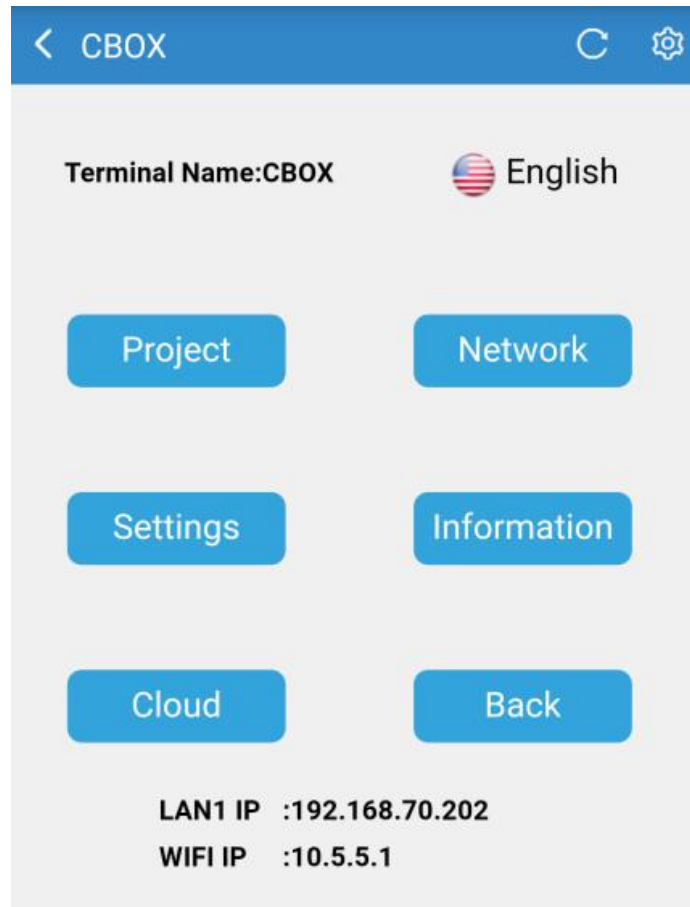 CBOX
Terminal Name:CBOX English
Project Network
Settings Information
Cloud Back
LAN1 IP :192.168.70.202
WIFI IP :10.5.5.1